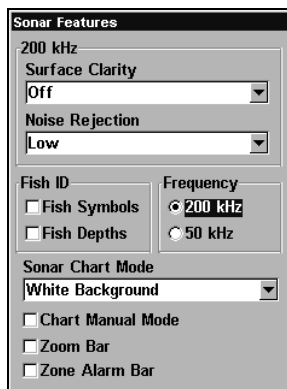 Sonar Features
200 kHz
Surface Clarity
Off
Noise Rejection
Low
Fish ID
Fish Symbols
Fish Depths
Frequency
200 kHz
50 kHz
Sonar Chart Mode
White Background
Chart Manual Mode
Zoom Bar
Zone Alarm Bar